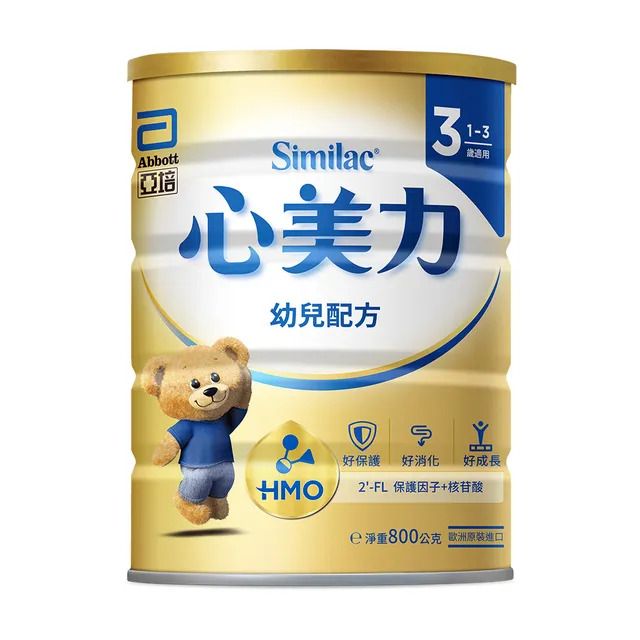 Abbott
亞培
Similac®
3
1-3
歲適用
心美力
幼兒配方
HMO
好保護
好消化
好成長
2'-FL 保護因子+核苷酸
℮ 淨重800公克
歐洲原裝進口